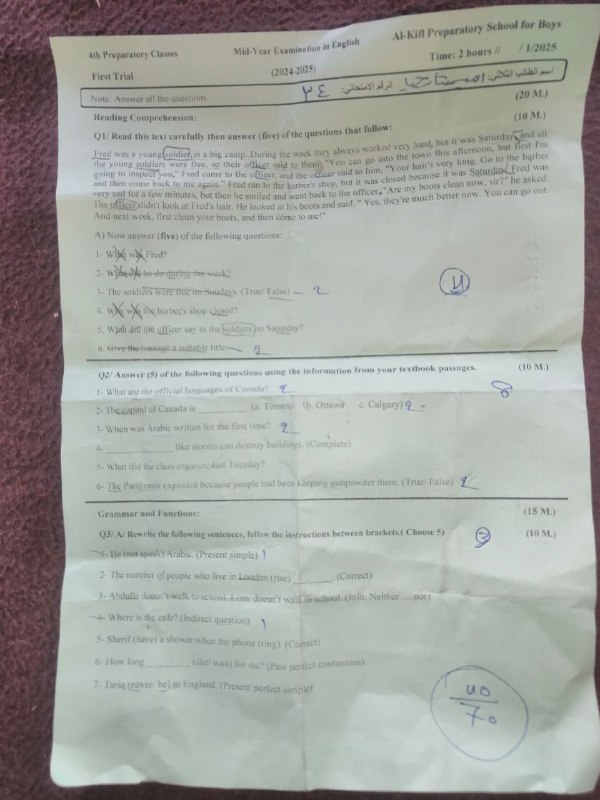 4th Preparatory Classes
Mid-Year Examination in English
Al-Kifl Preparatory School for Boys
First Trial
(2024-2025)
Time: 2 hours // / 1/2025
اسم الطالب الثلاثي:
الرقم الامتحاني: ٣٤
Note: Answer all the questions.
(20 M.)
Reading Comprehension:
(10 M.)
Q1/ Read this text carefully then answer (five) of the questions that follow:
Fred was a young soldier in a big camp. During the week they always worked very hard, but it was Saturday and all
the young soldiers were free, so their officer said to them, "You can go into the town this afternoon, but first I'm
going to inspect you," Fred came to the officer, and the officer said to him, "Your hair's very long. Go to the barber
and then come back to me again." Fred ran to the barber's shop, but it was closed because it was Saturday. Fred was
very sad for a few minutes, but then he smiled and went back to the officer. "Are my boots clean now, sir?" he asked.
The officer didn't look at Fred's hair. He looked at his boots and said, " Yes, they're much better now. You can go out.
And next week, first clean your boots, and then come to me!"
A) Now answer (five) of the following questions:
1- What was Fred?
2- What did he do during the week?
3- The soldiers were free on Sundays. (True/ False) 2
4. Why was the barber's shop closed?
5. What did the officer say to the soldiers on Saturday?
6. Give the passage a suitable title. 2
Q2/ Answer (5) of the following questions using the information from your textbook passages.
(10 M.)
1- What are the official languages of Canada?
8
2- The capital of Canada is ________ (a. Toronto b. Ottawa c. Calgary)
3- When was Arabic written for the first time?
4- ________ like storms can destroy buildings. (Complete)
5- What did the class organize last Tuesday?
6- The Parthenon exploded because people had been keeping gunpowder there. (True/ False)
Grammar and Functions:
(15 M.)
Q3/ A/ Rewrite the following sentences, follow the instructions between brackets.( Choose 5)
(10 M.)
1- He (not speak) Arabic. (Present simple) 1
2- The number of people who live in London (rise) ________ (Correct)
3- Abdulle doesn't walk to school. Liam doesn't walk to school. (Join: Neither … nor)
4- Where is the cafe? (Indirect question) 1
5- Sherif (have) a shower when the phone (ring). (Correct)
6- How long ________ (she/ wait) for me? (Past perfect continuous)
7- Tariq (never/ be) to England. (Present perfect simple)
70